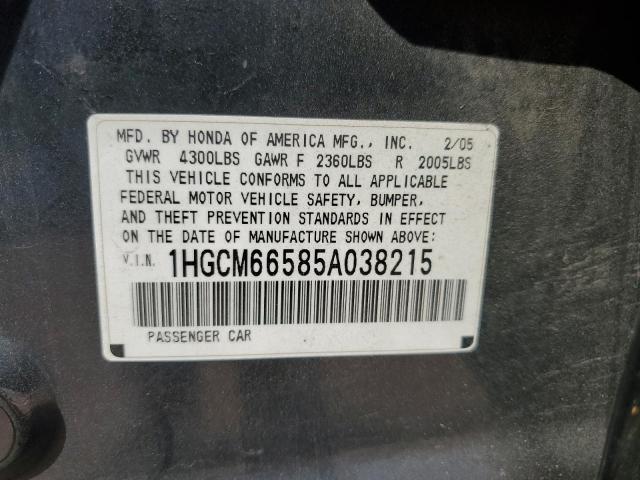 MFD. BY HONDA OF AMERICA MFG., INC. 2/05
GVWR 4300LBS GAWR F 2360LBS R 2005LBS
THIS VEHICLE CONFORMS TO ALL APPLICABLE
FEDERAL MOTOR VEHICLE SAFETY, BUMPER,
AND THEFT PREVENTION STANDARDS IN EFFECT
ON THE DATE OF MANUFACTURE SHOWN ABOVE:
V.I.N. 1HGCM66585A038215
PASSENGER CAR